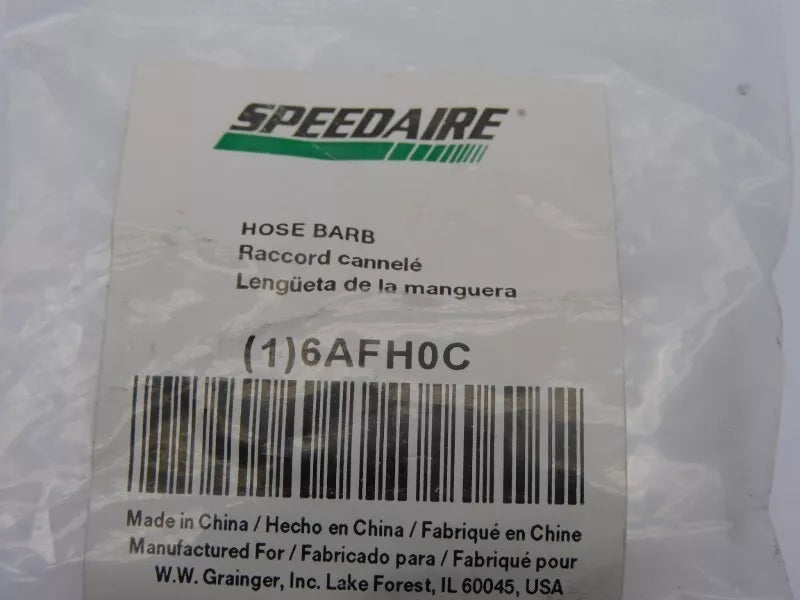 SPEEDAIRE
HOSE BARB
Raccord cannelé
Lengüeta de la manguera
(1)6AFH0C
Made in China / Hecho en China / Fabriqué en Chine
Manufactured For / Fabricado para / Fabriqué pour
W.W. Grainger, Inc. Lake Forest, IL 60045, USA